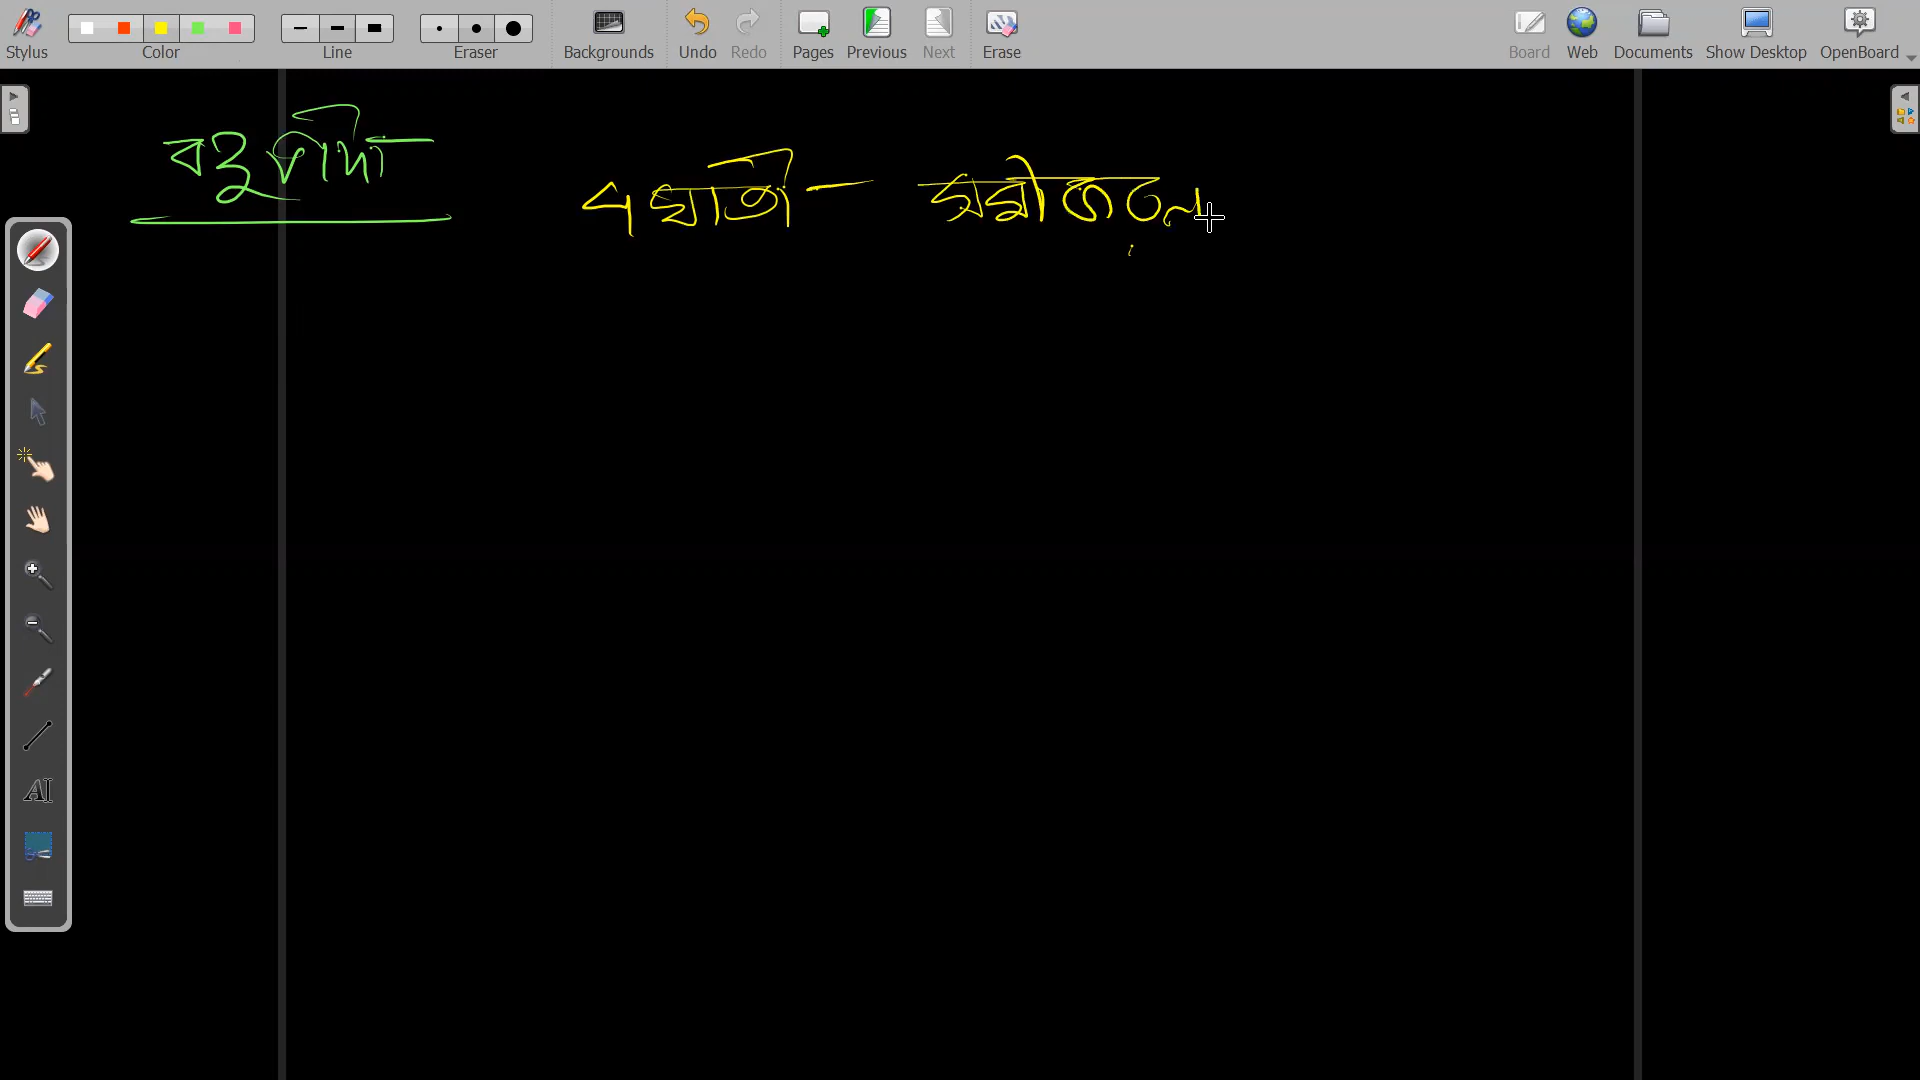 Stylus Color Line Eraser Backgrounds Undo Redo Pages Previous Next Erase Board Web Documents Show Desktop OpenBoard
বহুপদী